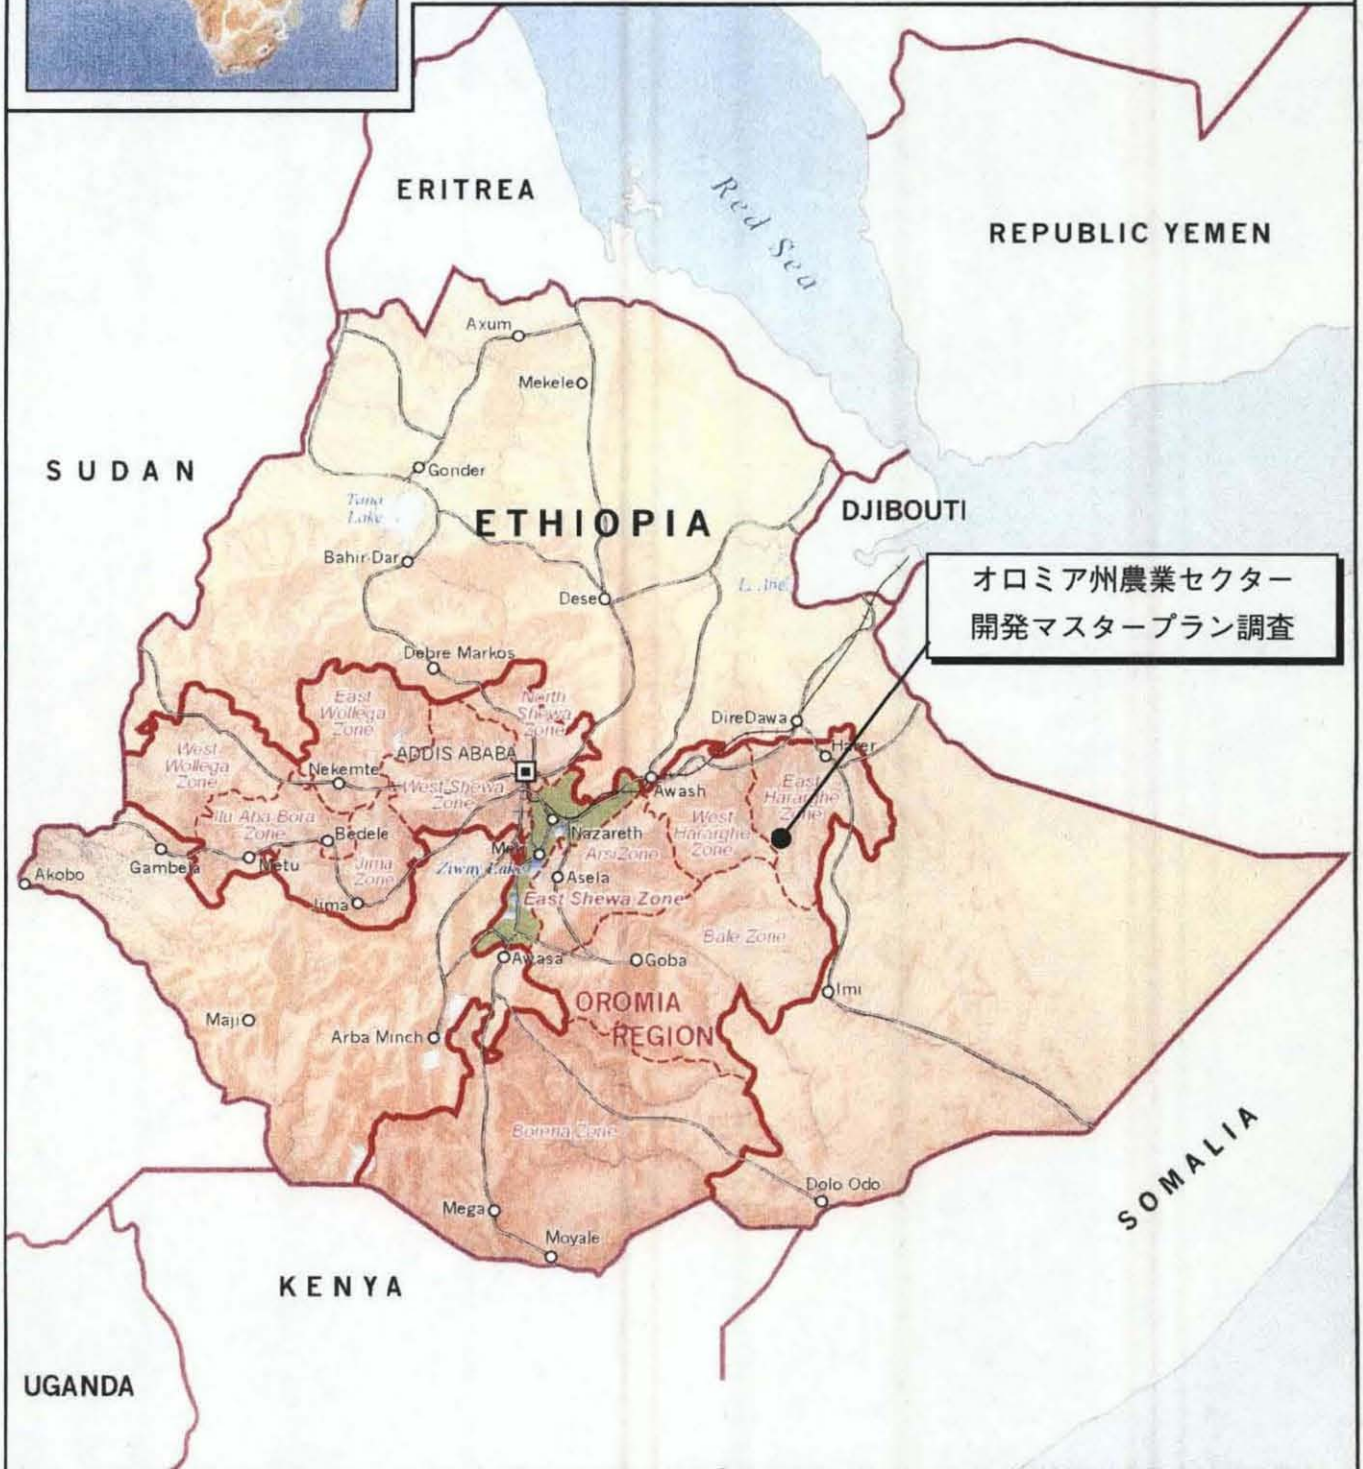 ERITREA
Red Sea
REPUBLIC YEMEN
Axum
Mekele
SUDAN
Gonder
Tana
Lake
ETHIOPIA
DJIBOUTI
Bahir-Dar
オロミア州農業セクター
開発マスタープラン調査
Dese
Debre Markos
East
Wollega
Zone
North
Shewa
Zone
DireDawa
Harer
West
Wollega
Zone
ADDIS ABABA
Nekemte
West Shewa
Zone
Awash
East
Hararghe
Zone
Ilu Aba-Bora
Zone
Bedele
West
Hararghe
Zone
Nazareth
Arsi Zone
Gambela
Metu
Jima
Zone
Ziway Lake
Asela
Akobo
Jima
East Shewa Zone
Bale Zone
Awasa
Goba
Imi
OROMIA
REGION
Maji
Arba Minch
Borena Zone
Dolo Odo
SOMALIA
Mega
Moyale
KENYA
UGANDA